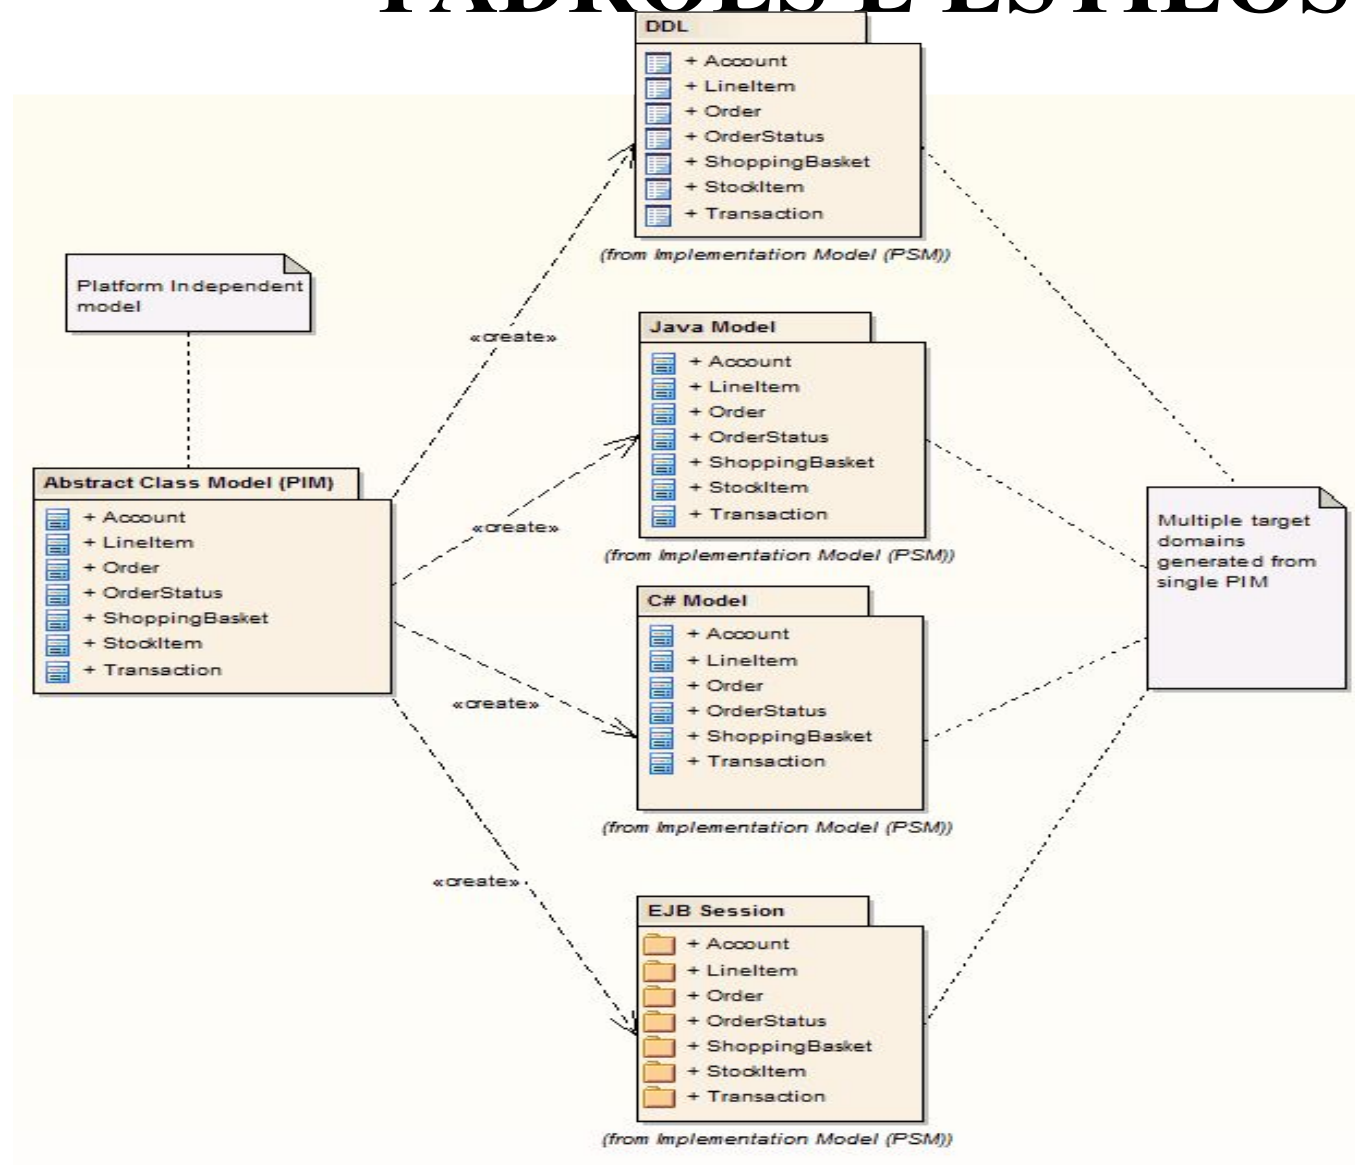 PADRÕES E ESTILOS
DDL
+ Account
+ LineItem
+ Order
+ OrderStatus
+ ShoppingBasket
+ StockItem
+ Transaction
(from Implementation Model (PSM))
Platform Independent
model
«create»
Java Model
+ Account
+ LineItem
+ Order
+ OrderStatus
+ ShoppingBasket
+ StockItem
+ Transaction
(from Implementation Model (PSM))
«create»
Abstract Class Model (PIM)
+ Account
+ LineItem
+ Order
+ OrderStatus
+ ShoppingBasket
+ StockItem
+ Transaction
Multiple target
domains
generated from
single PIM
C# Model
+ Account
+ LineItem
+ Order
+ OrderStatus
+ ShoppingBasket
+ Transaction
(from Implementation Model (PSM))
«create»
«create»
EJB Session
+ Account
+ LineItem
+ Order
+ OrderStatus
+ ShoppingBasket
+ StockItem
+ Transaction
(from Implementation Model (PSM))